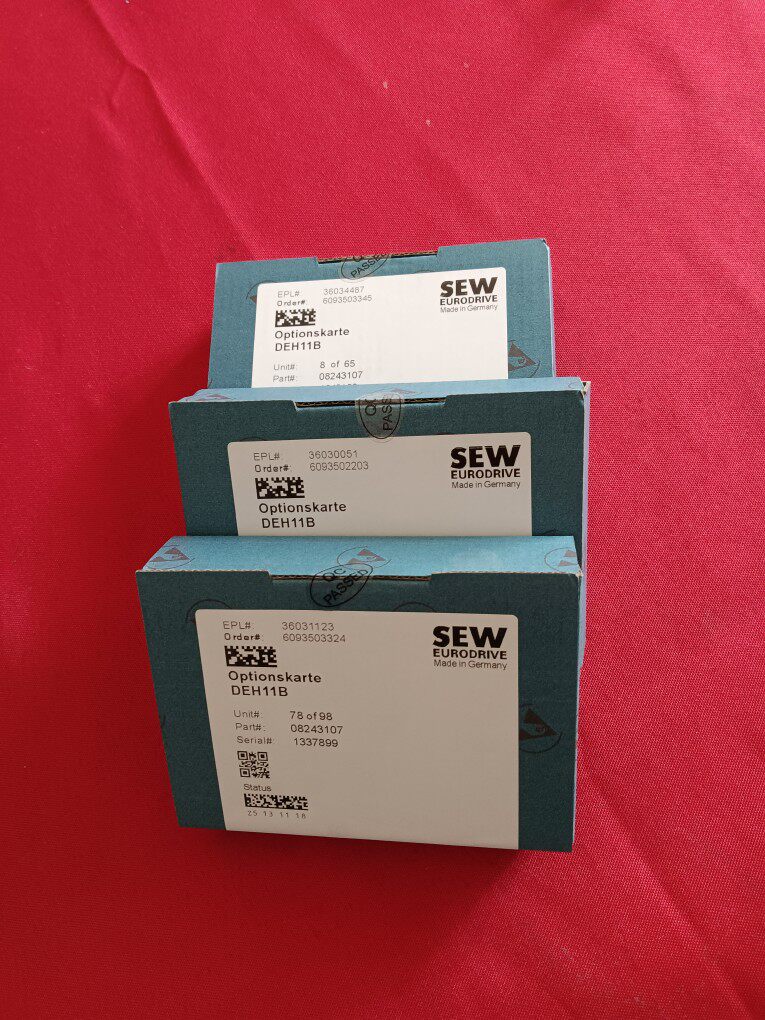 QC
PASSED
EPL#: 36034487
Order#: 6093503345
SEW
EURODRIVE
Made in Germany
Optionskarte
DEH11B
Unit#: 8 of 65
Part#: 08243107
QC
PASS
EPL#: 36030051
Order#: 6093502203
SEW
EURODRIVE
Made in Germany
Optionskarte
DEH11B
QC
PASSED
EPL#: 36031123
Order#: 6093503324
SEW
EURODRIVE
Made in Germany
Optionskarte
DEH11B
Unit#: 78 of 98
Part#: 08243107
Serial#: 1337899
Status
25 13 11 18